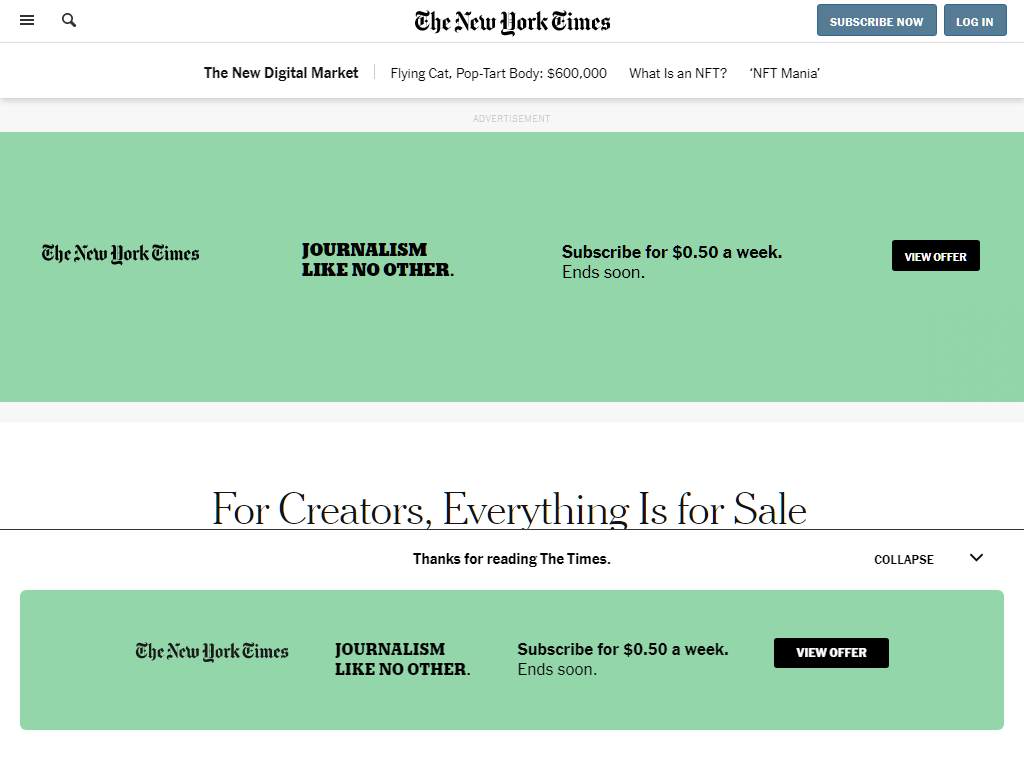 The New York Times
SUBSCRIBE NOW
LOG IN
The New Digital Market
Flying Cat, Pop-Tart Body: $600,000
What Is an NFT?
‘NFT Mania’
ADVERTISEMENT
The New York Times
JOURNALISM
LIKE NO OTHER.
Subscribe for $0.50 a week.
Ends soon.
VIEW OFFER
For Creators, Everything Is for Sale
Thanks for reading The Times.
COLLAPSE
The New York Times
JOURNALISM
LIKE NO OTHER.
Subscribe for $0.50 a week.
Ends soon.
VIEW OFFER